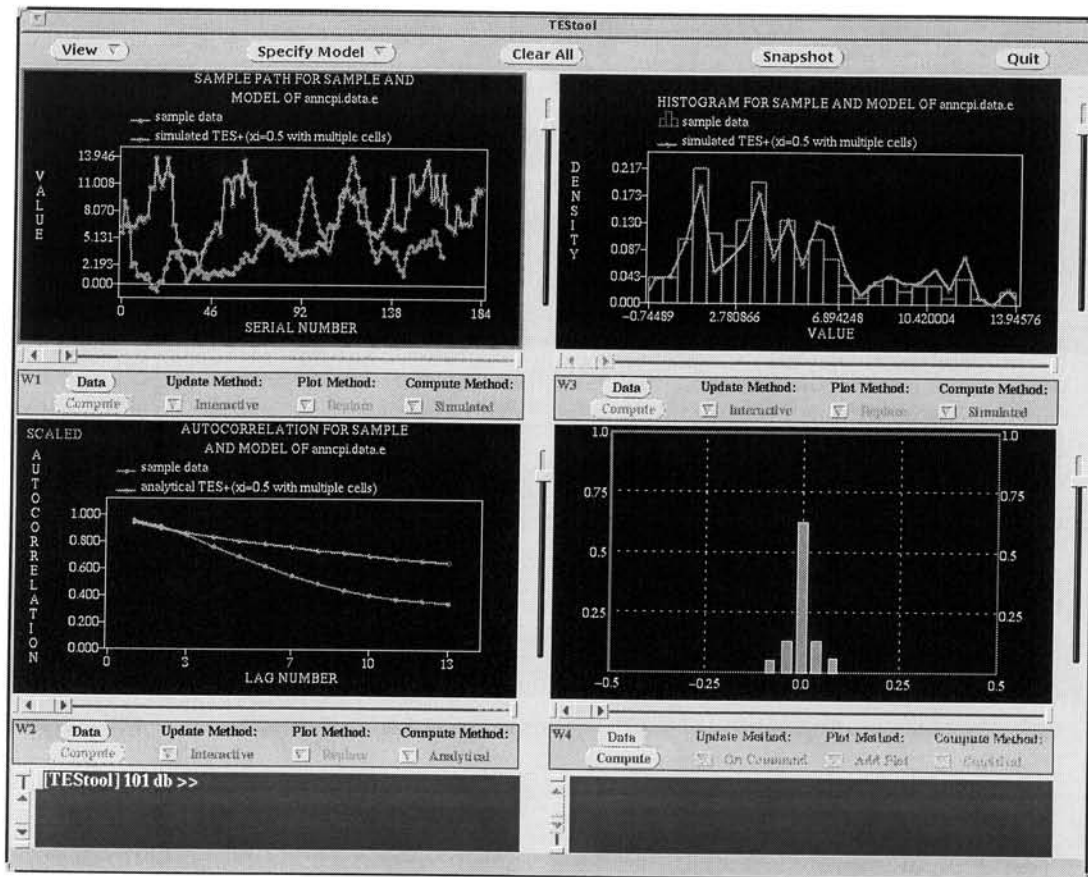 TEStool
View Specify Model Clear All Snapshot Quit
SAMPLE PATH FOR SAMPLE AND
MODEL OF anncpi.data.e
sample data
simulated TES+(xi=0.5 with multiple cells)
VALUE
13.946
11.008
8.070
5.131
2.193
0.000
0 46 92 138 184
SERIAL NUMBER
W1 Data Update Method: Plot Method: Compute Method:
Compute Interactive Replace Simulated
HISTOGRAM FOR SAMPLE AND MODEL OF anncpi.data.e
sample data
simulated TES+(xi=0.5 with multiple cells)
DENSITY
0.217
0.173
0.130
0.087
0.043
0.000
-0.74489 2.780866 6.894248 10.420004 13.94576
VALUE
W3 Data Update Method: Plot Method: Compute Method:
Compute Interactive Replace Simulated
SCALED
AUTOCORRELATION FOR SAMPLE
AND MODEL OF anncpi.data.e
sample data
analytical TES+(xi=0.5 with multiple cells)
AUTOCORRELATION
1.000
0.800
0.600
0.400
0.200
0.000
0 3 7 10 13
LAG NUMBER
W2 Data Update Method: Plot Method: Compute Method:
Compute Interactive Replace Analytical
1.0 1.0
0.75 0.75
0.5 0.5
0.25 0.25
-0.5 -0.25 0.0 0.25 0.5
W4 Data Update Method: Plot Method: Compute Method:
Compute On Command Add Plot Empirical
[TEStool] 101 db >>